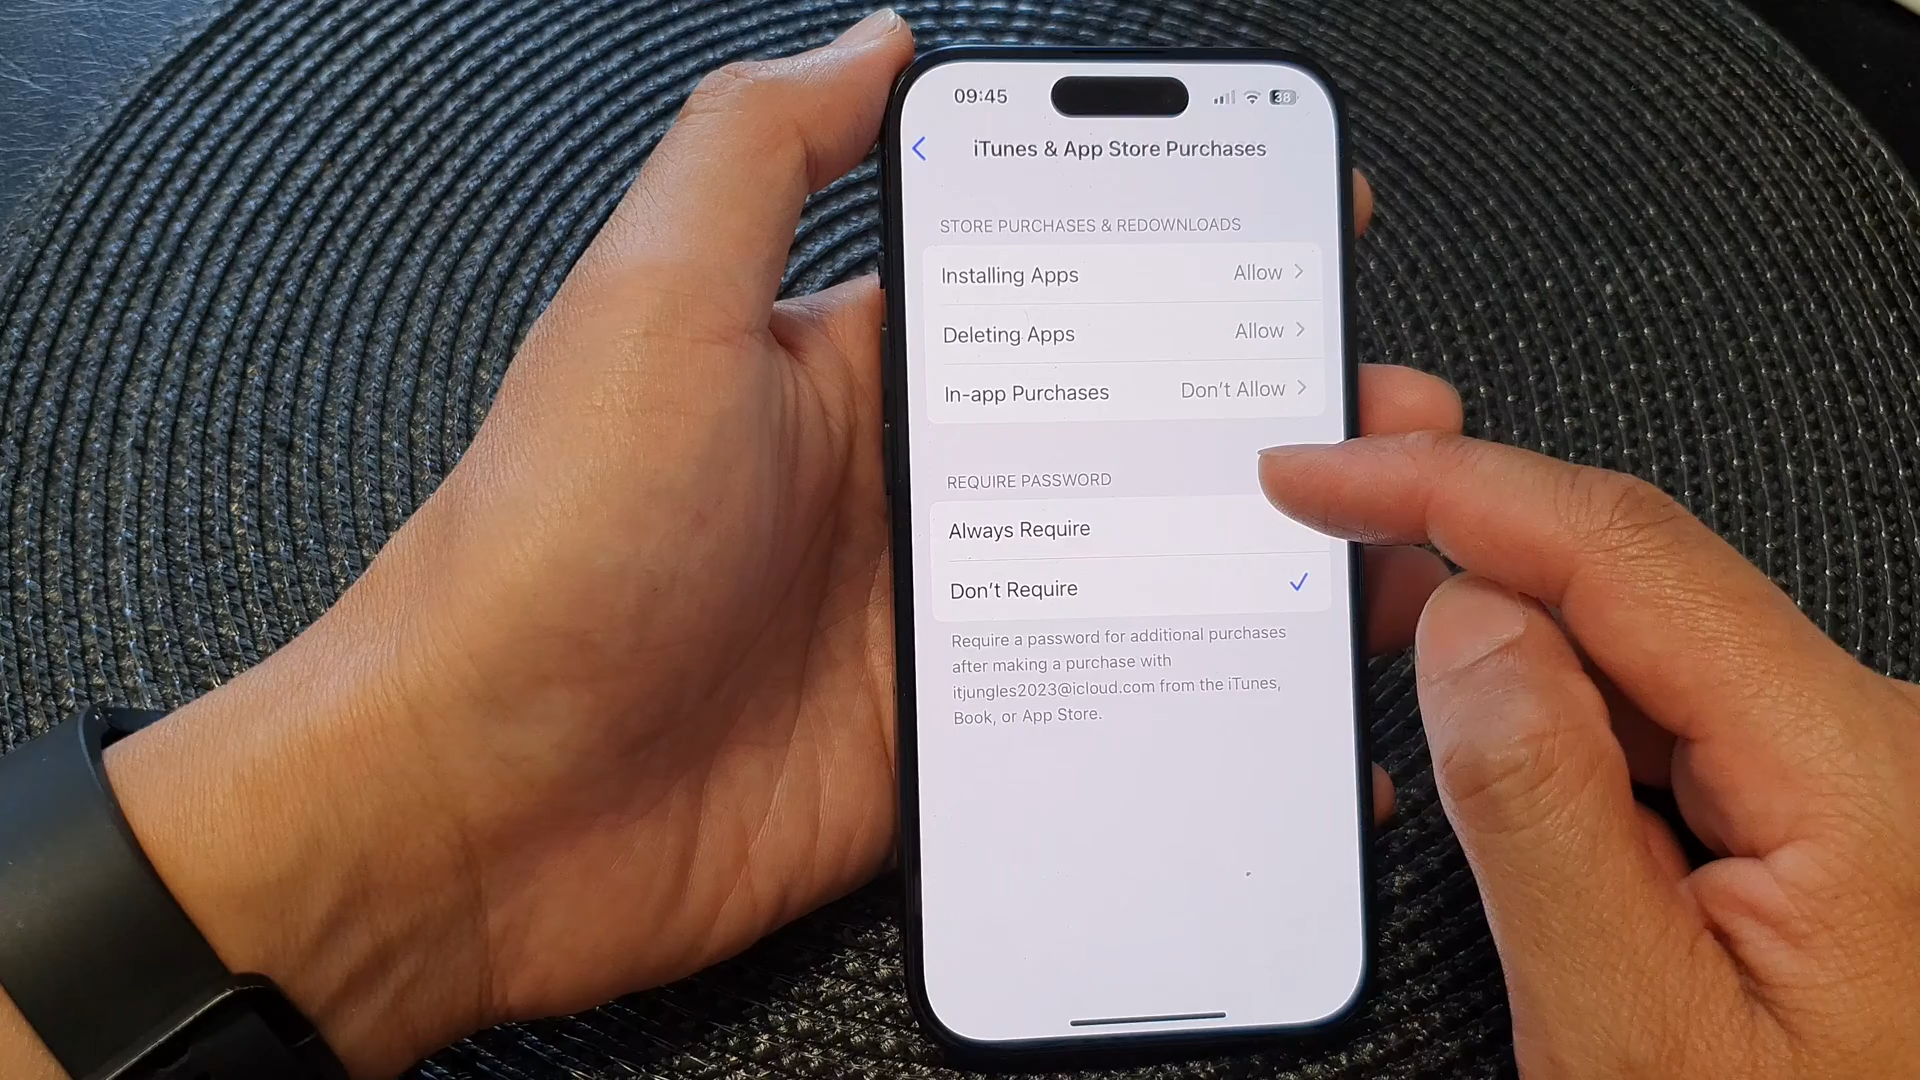 09:45
38
iTunes & App Store Purchases
STORE PURCHASES & REDOWNLOADS
Installing Apps Allow
Deleting Apps Allow
In-app Purchases Don't Allow
REQUIRE PASSWORD
Always Require
Don't Require
Require a password for additional purchases
after making a purchase with
itjungles2023@icloud.com from the iTunes,
Book, or App Store.